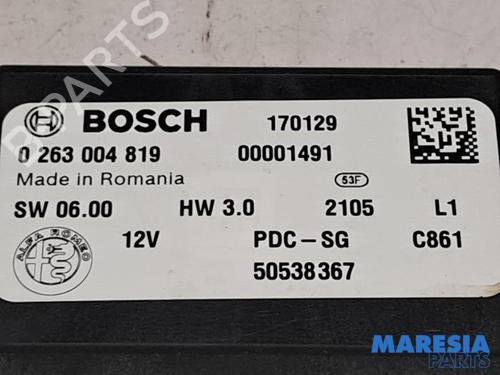 BOSCH 170129
0 263 004 819 00001491
Made in Romania 53F
SW 06.00 HW 3.0 2105 L1
ALFA ROMEO 12V PDC-SG C861
50538367
B PARTS
MARESIA
PARTS